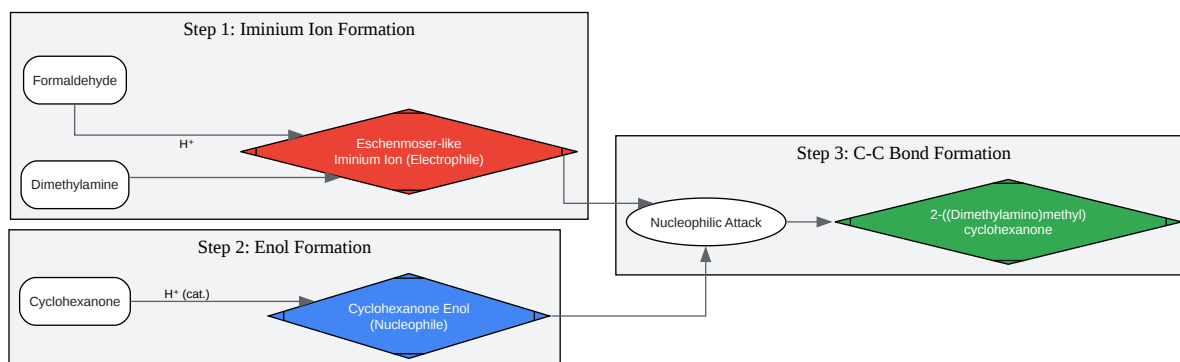 Step 1: Iminium Ion Formation
Formaldehyde
H⁺
Eschenmoser-like
Iminium Ion (Electrophile)
Dimethylamine
Step 2: Enol Formation
Cyclohexanone
H⁺ (cat.)
Cyclohexanone Enol
(Nucleophile)
Step 3: C-C Bond Formation
Nucleophilic Attack
2-((Dimethylamino)methyl)
cyclohexanone